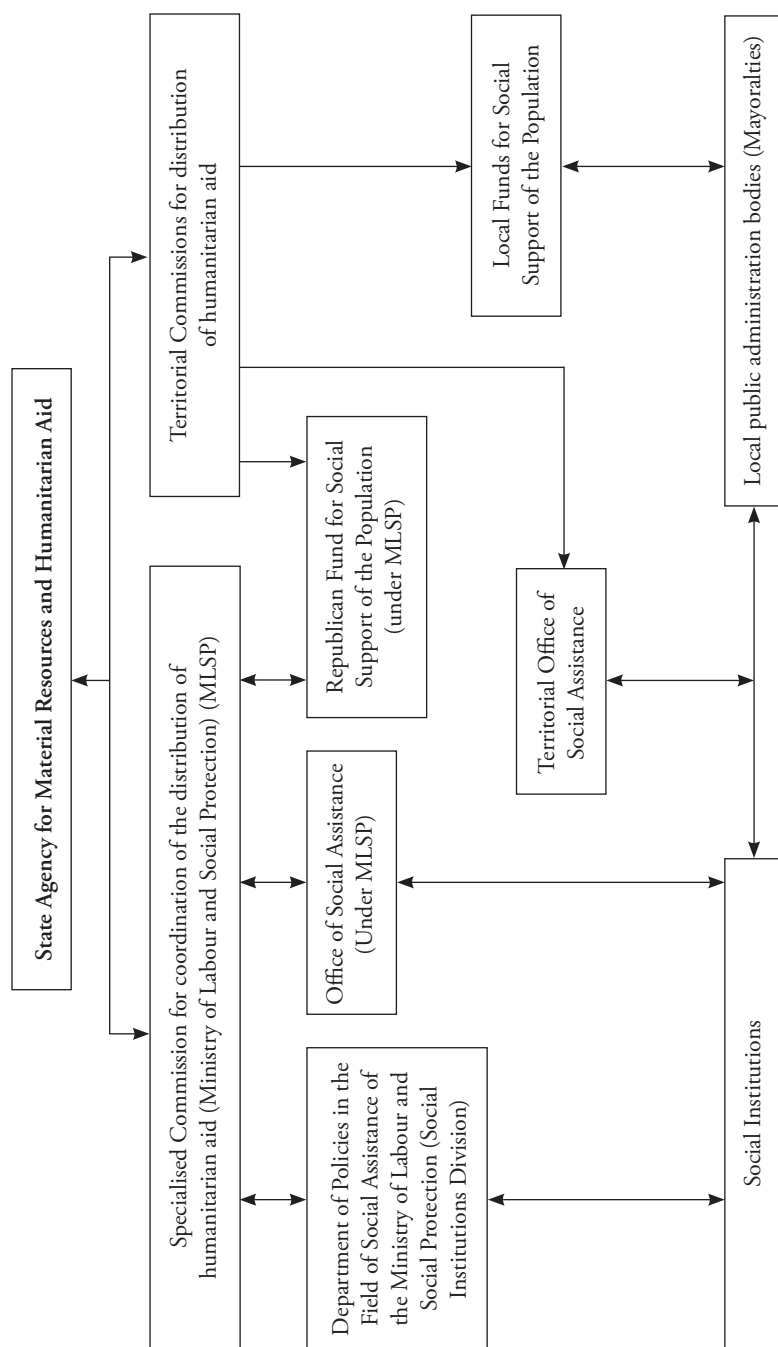 State Agency for Material Resources and Humanitarian Aid
Specialised Commission for coordination of the distribution of
humanitarian aid (Ministry of Labour and Social Protection) (MLSP)
Territorial Commissions for distribution
of humanitarian aid
Department of Policies in the
Field of Social Assistance of
the Ministry of Labour and
Social Protection (Social
Institutions Division)
Office of Social Assistance
(Under MLSP)
Republican Fund for Social
Support of the Population
(under MLSP)
Local Funds for Social
Support of the Population
Territorial Office of
Social Assistance
Social Institutions
Local public administration bodies (Mayoralties)